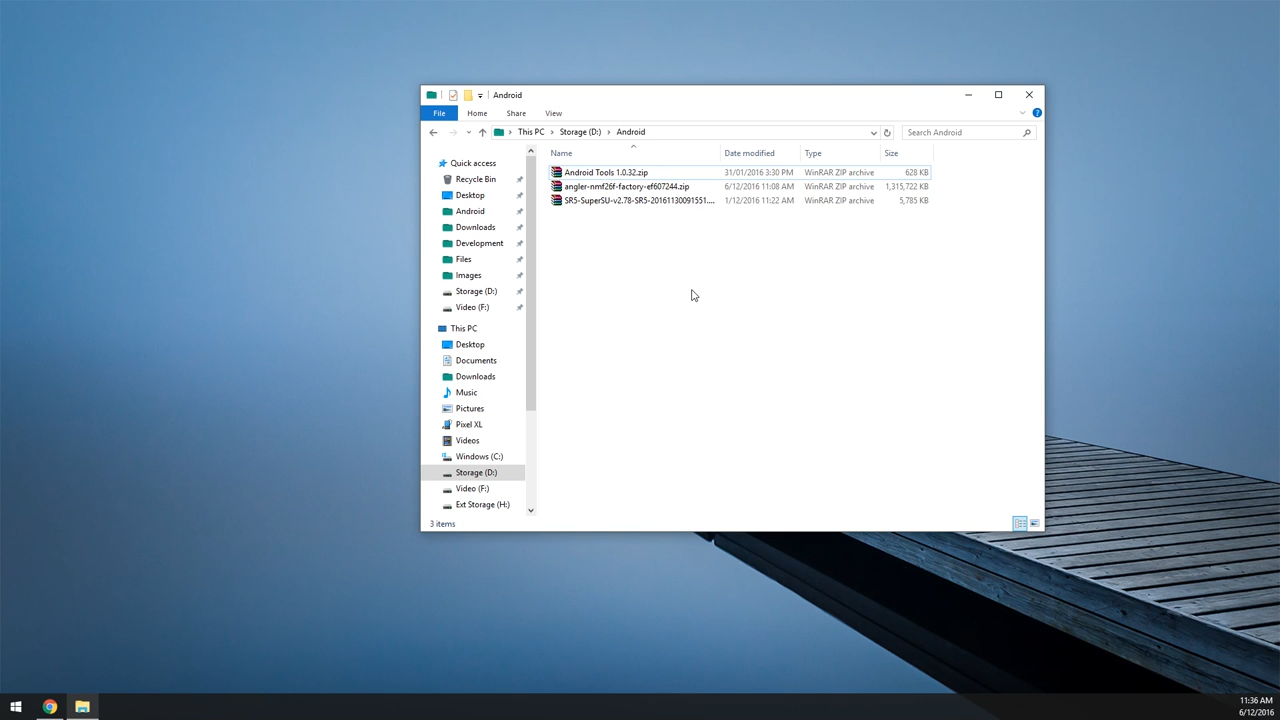 Android
File Home Share View
This PC > Storage (D:) > Android
Search Android
Name Date modified Type Size
Android Tools 1.0.32.zip 31/01/2016 3:30 PM WinRAR ZIP archive 628 KB
angler-nmf26f-factory-ef607244.zip 6/12/2016 11:08 AM WinRAR ZIP archive 1,315,722 KB
SR5-SuperSU-v2.78-SR5-20161130091551.... 1/12/2016 11:22 AM WinRAR ZIP archive 5,785 KB
Quick access
Recycle Bin
Desktop
Android
Downloads
Development
Files
Images
Storage (D:)
Video (F:)
This PC
Desktop
Documents
Downloads
Music
Pictures
Pixel XL
Videos
Windows (C:)
Storage (D:)
Video (F:)
Ext Storage (H:)
3 items
11:36 AM
6/12/2016